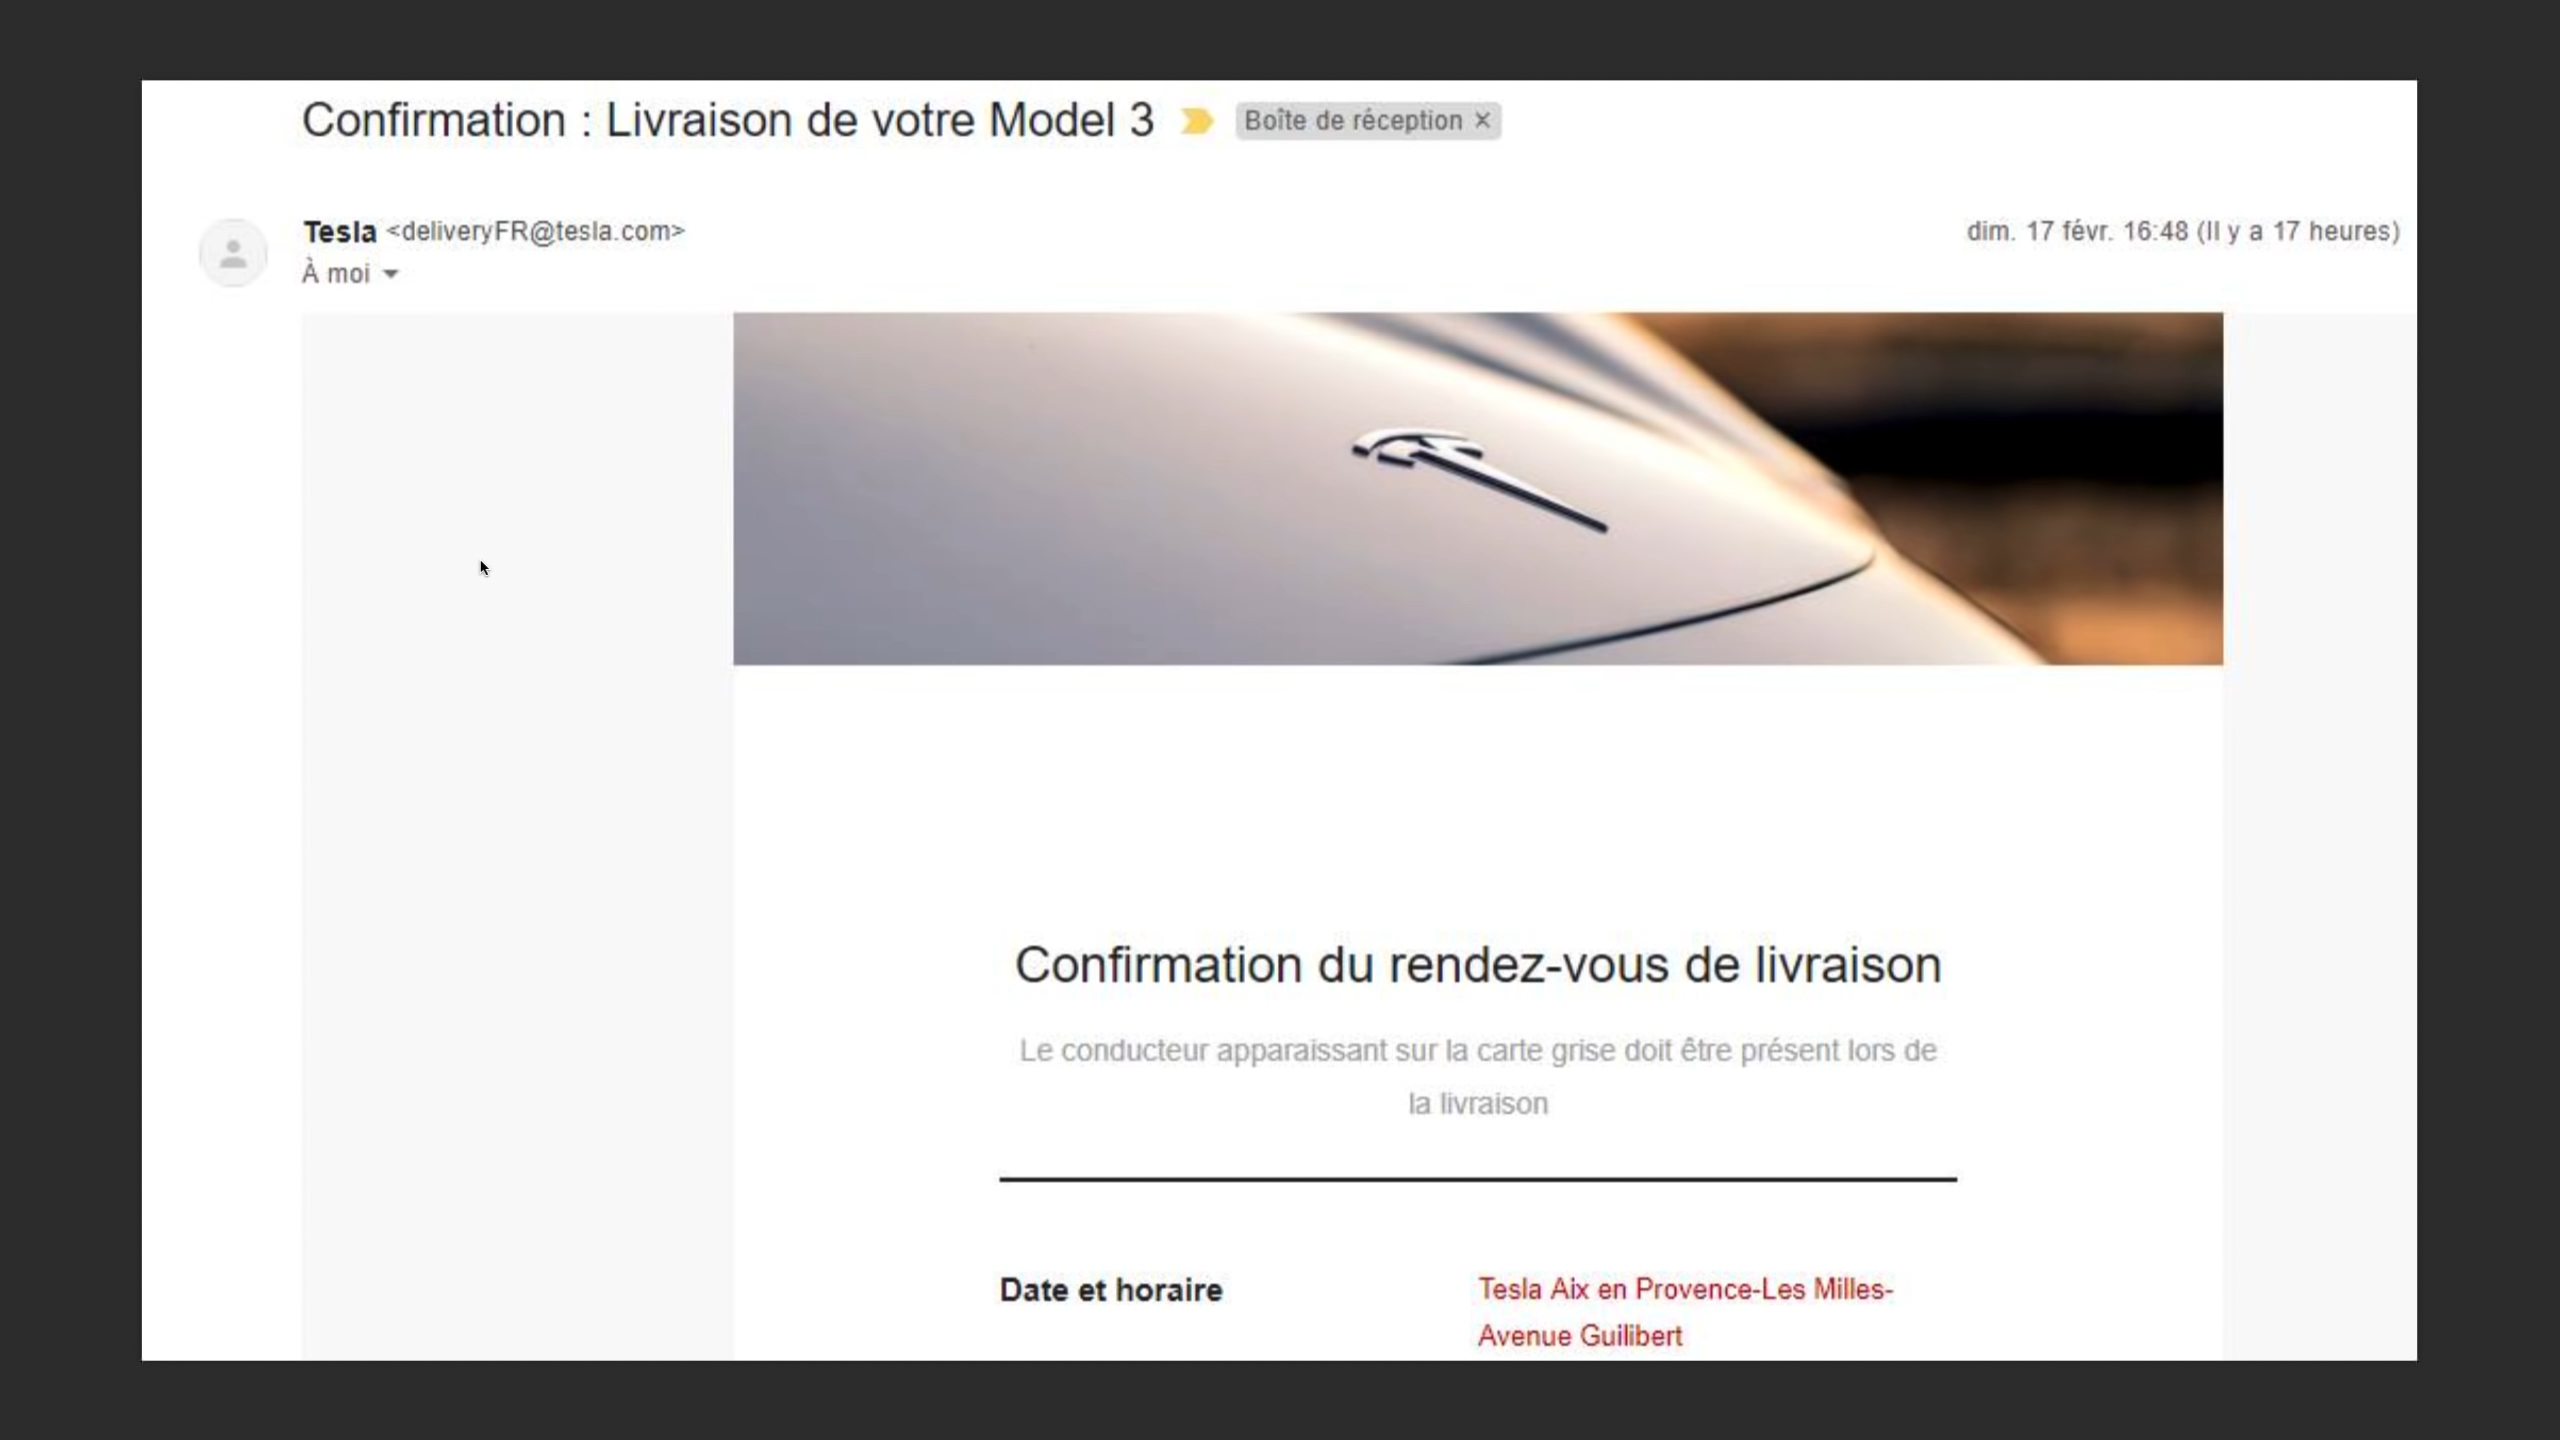 Confirmation : Livraison de votre Model 3 Boîte de réception ×
Tesla <deliveryFR@tesla.com> dim. 17 févr. 16:48 (Il y a 17 heures)
À moi
Confirmation du rendez-vous de livraison
Le conducteur apparaissant sur la carte grise doit être présent lors de
la livraison
Date et horaire Tesla Aix en Provence-Les Milles-
Avenue Guilibert